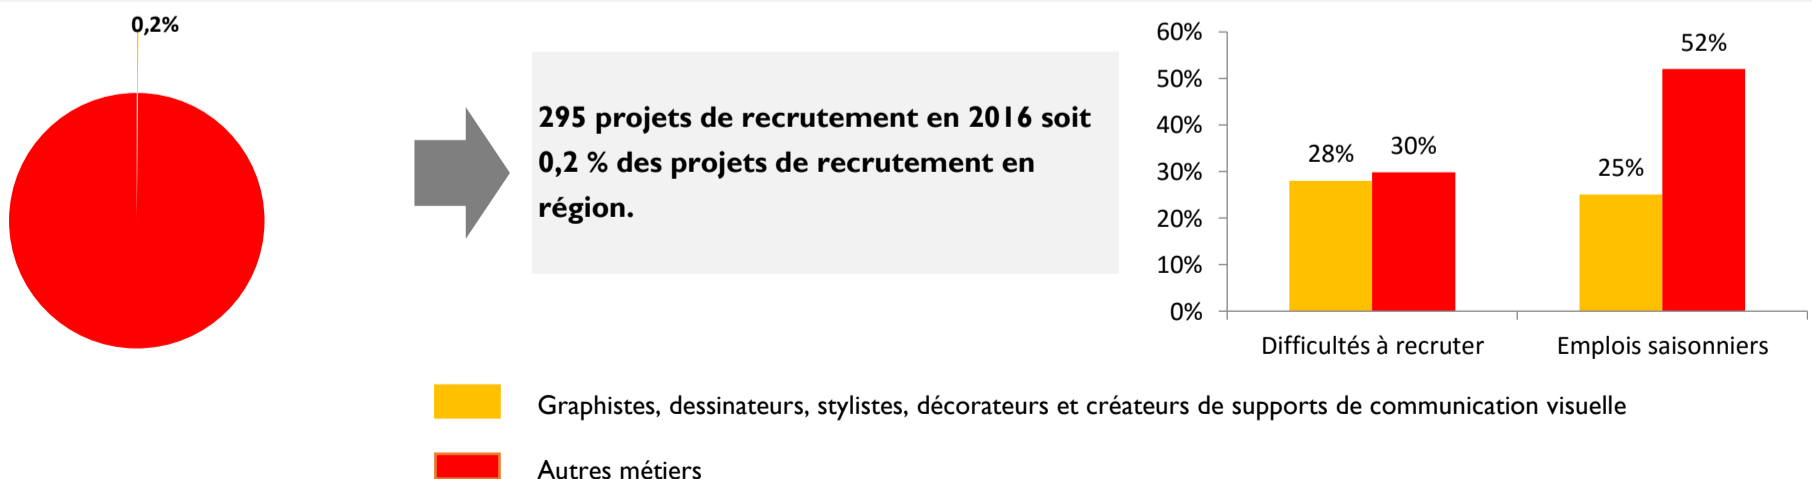 0,2%
295 projets de recrutement en 2016 soit
0,2 % des projets de recrutement en
région.
60%
50%
40%
30%
20%
10%
0%
28%
30%
25%
52%
Difficultés à recruter
Emplois saisonniers
Graphistes, dessinateurs, stylistes, décorateurs et créateurs de supports de communication visuelle
Autres métiers